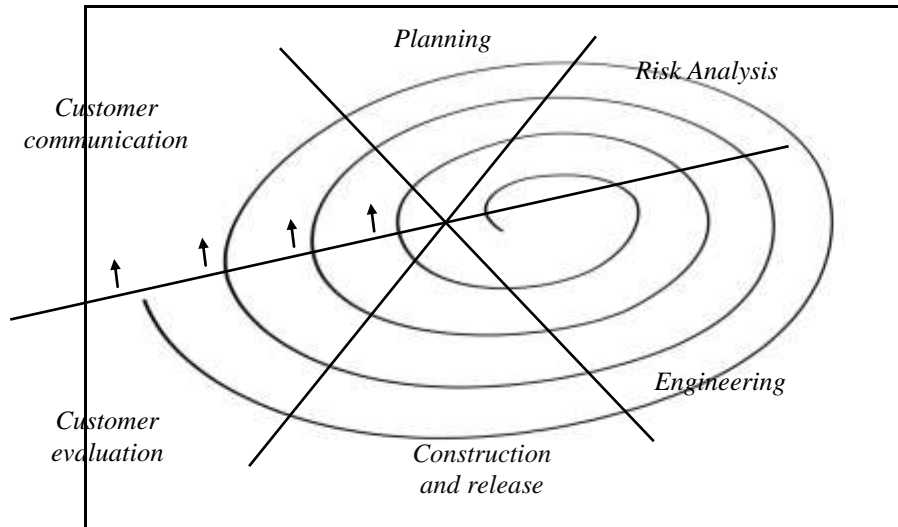 Planning
Risk Analysis
Customer
communication
Engineering
Customer
evaluation
Construction
and release